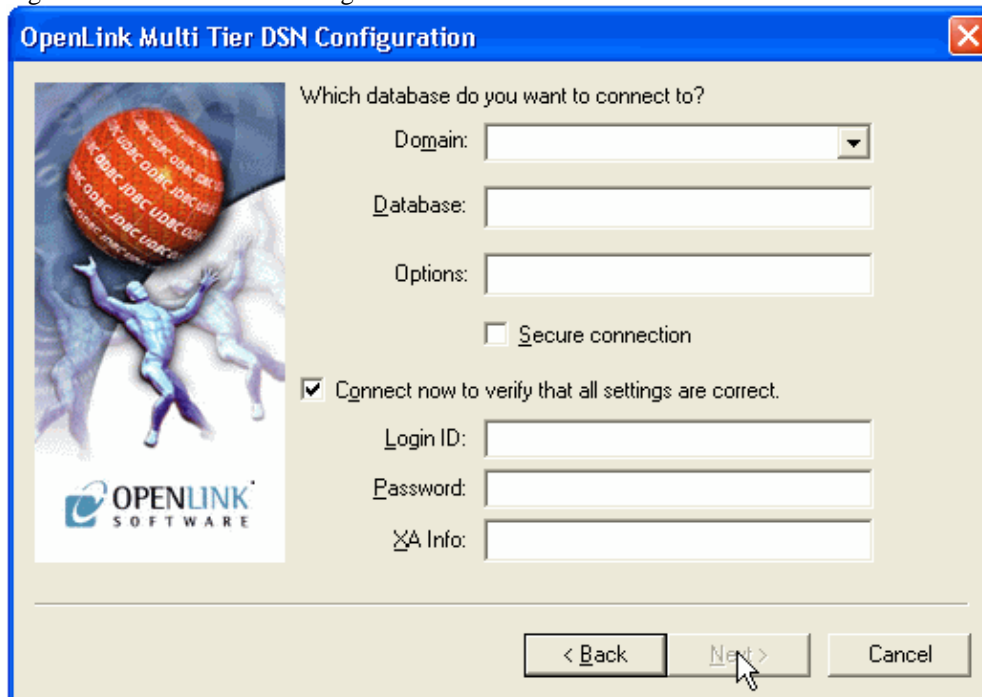 OpenLink Multi Tier DSN Configuration
Which database do you want to connect to?
Domain:
Database:
Options:
Secure connection
Connect now to verify that all settings are correct.
Login ID:
Password:
XA Info:
OPENLINK
SOFTWARE
< Back
Next >
Cancel